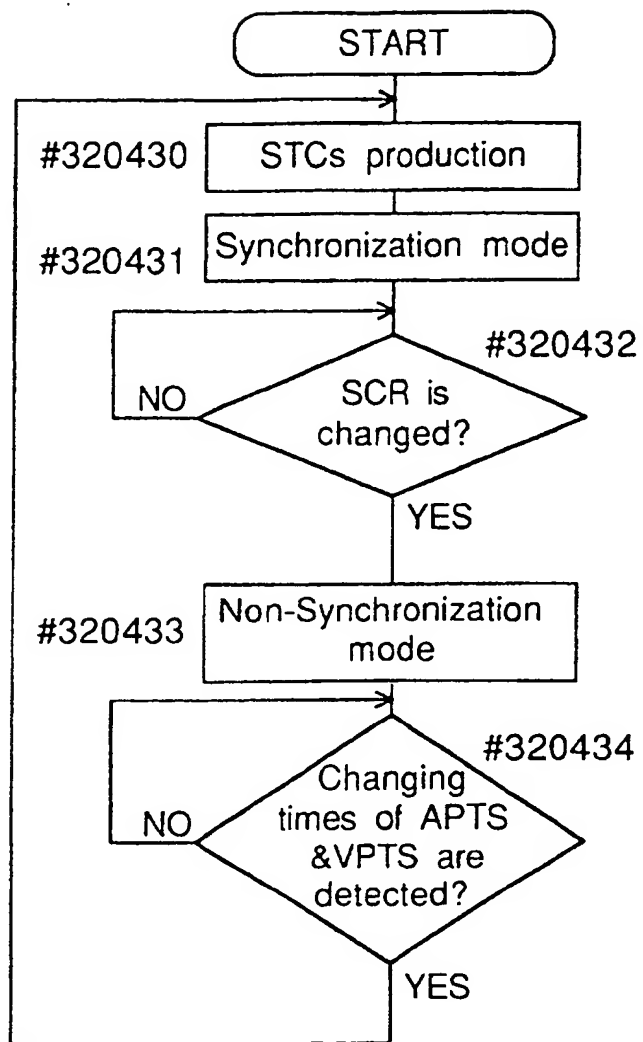 START
#320430
STCs production
#320431
Synchronization mode
#320432
SCR is
changed?
NO
YES
#320433
Non-Synchronization
mode
#320434
Changing
times of APTS
&VPTS are
detected?
NO
YES